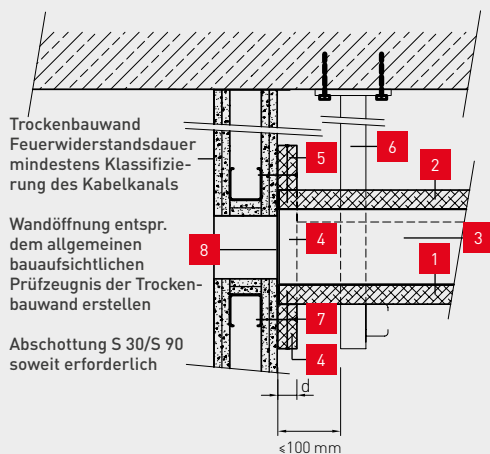 Trockenbauwand
Feuerwiderstandsdauer
mindestens Klassifizie-
rung des Kabelkanals
Wandöffnung entspr.
dem allgemeinen
bauaufsichtlichen
Prüfzeugnis der Trocken-
bauwand erstellen
Abschottung S 30/S 90
soweit erforderlich
5
6
2
8
4
3
1
7
4
d
≤100 mm